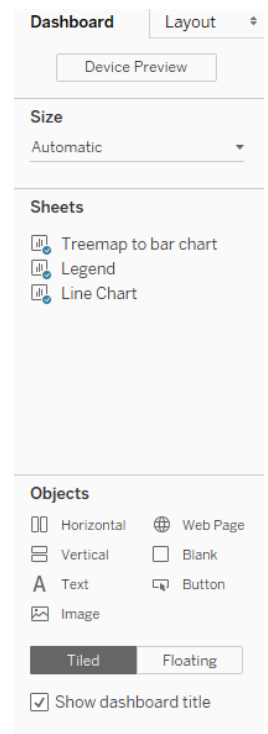 Dashboard Layout
Device Preview
Size
Automatic
Sheets
Treemap to bar chart
Legend
Line Chart
Objects
Horizontal Web Page
Vertical Blank
A Text Button
Image
Tiled Floating
Show dashboard title